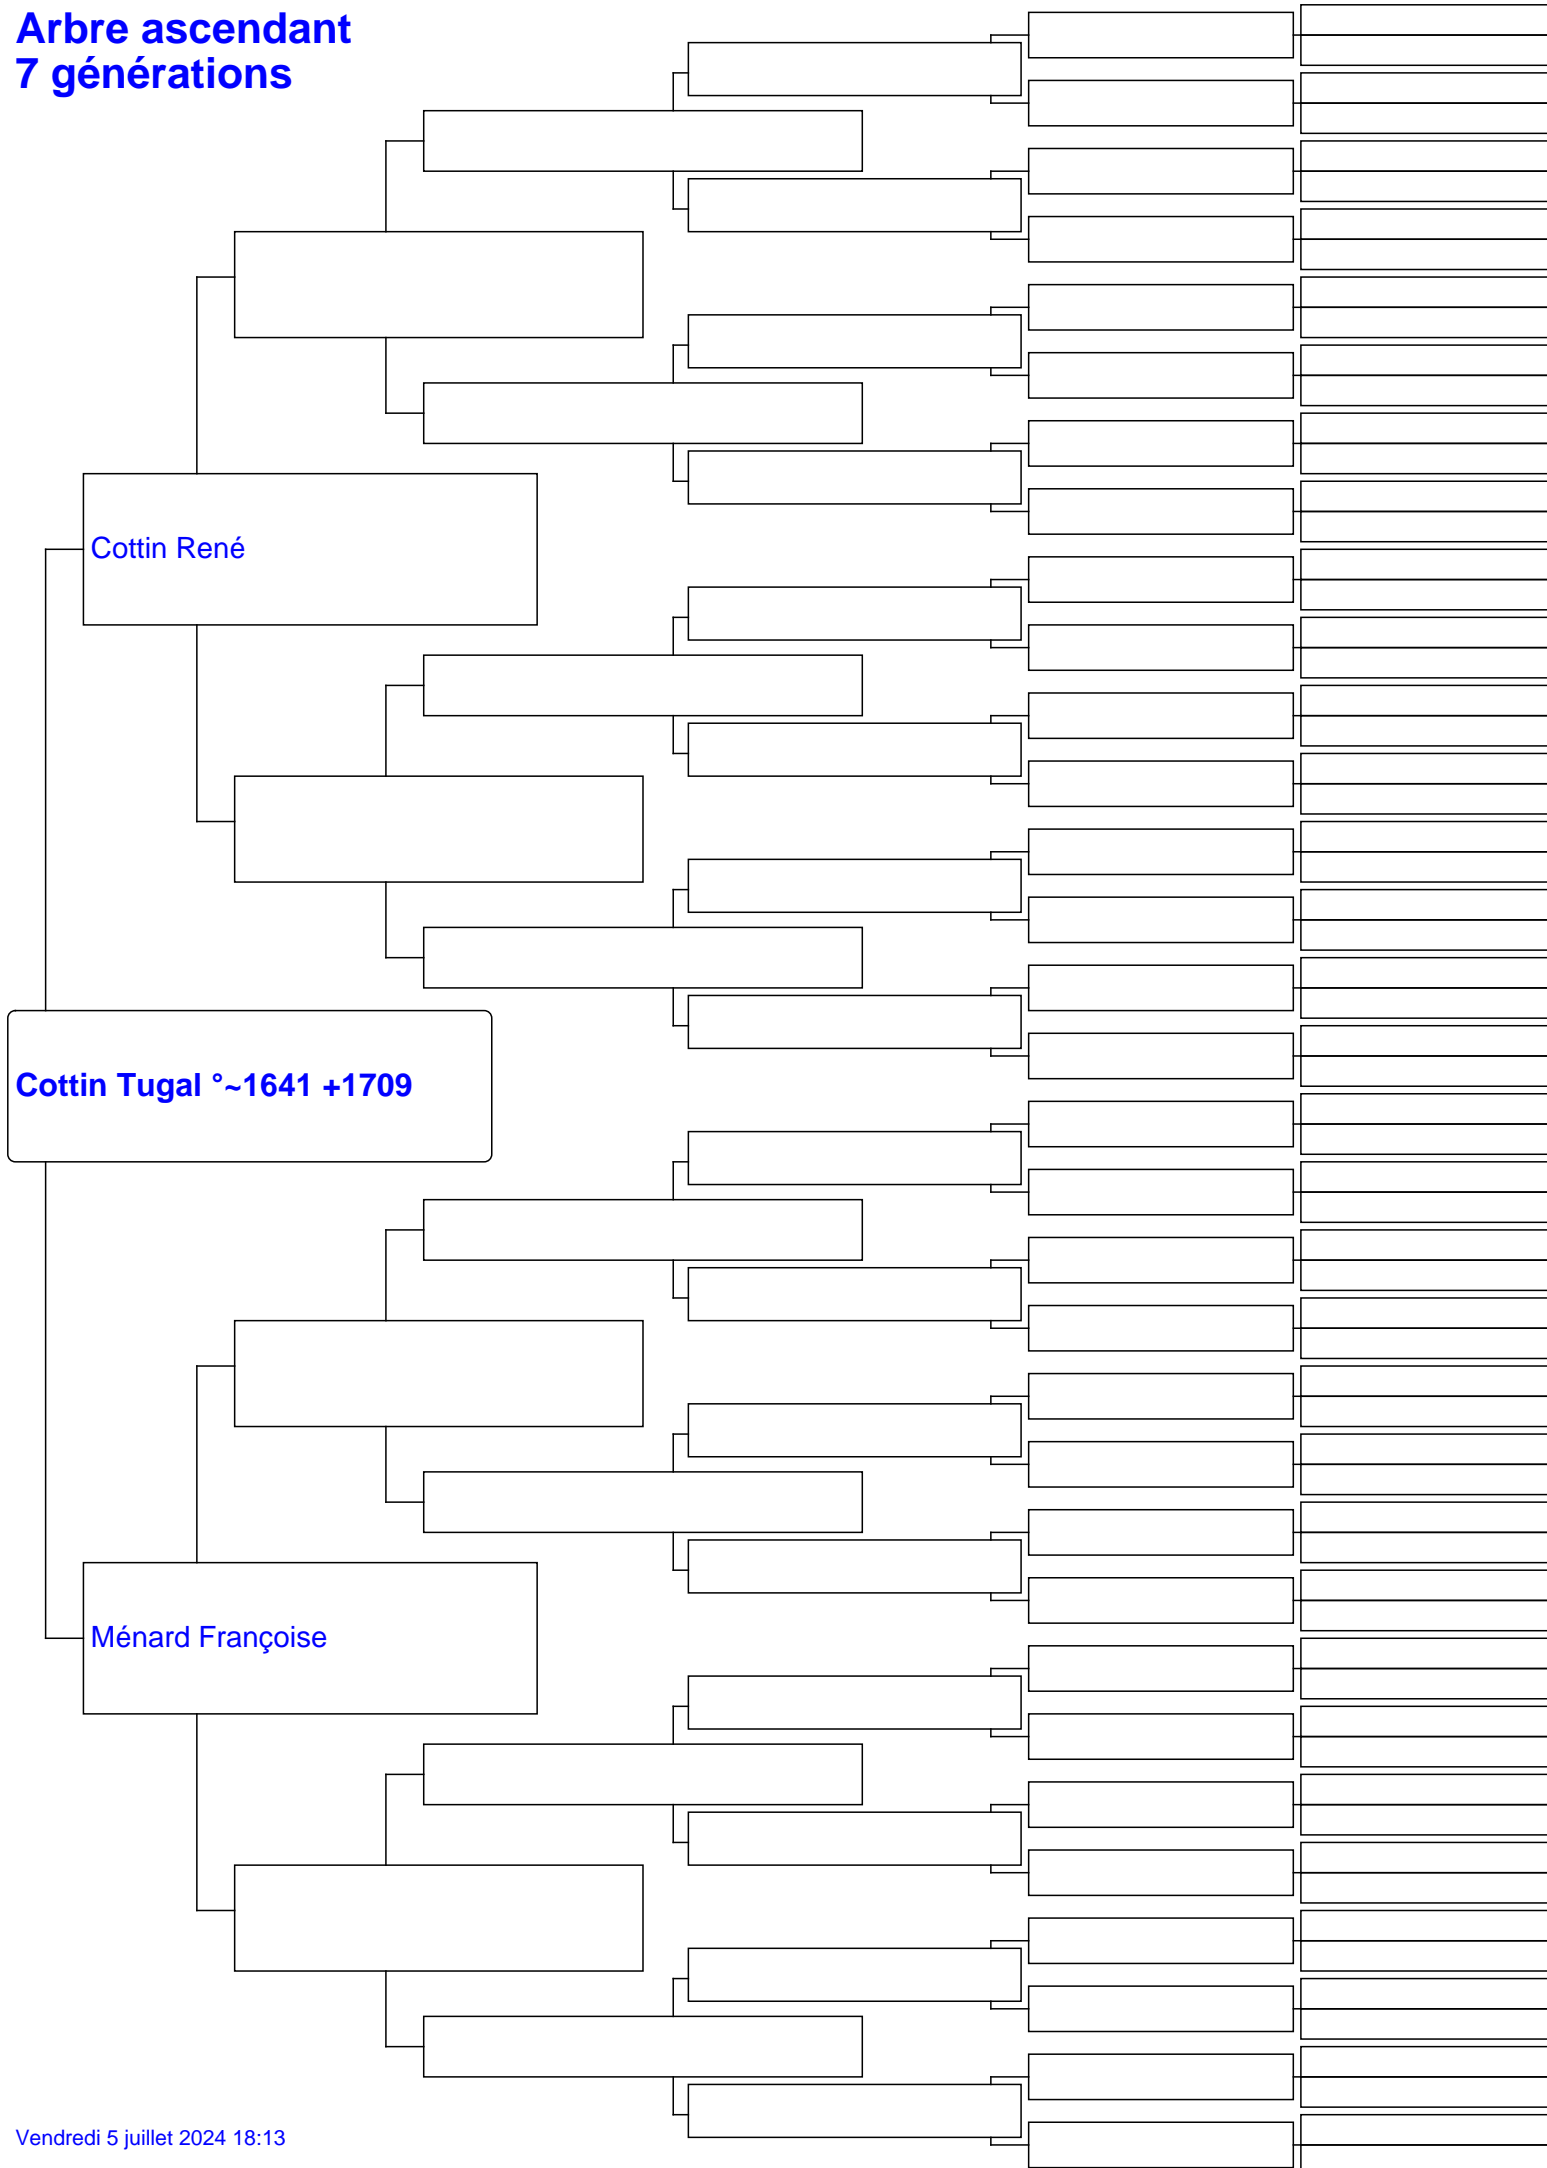 Arbre ascendant
7 générations
Cottin René
Cottin Tugal °~1641 +1709
Ménard Françoise
Vendredi 5 juillet 2024 18:13